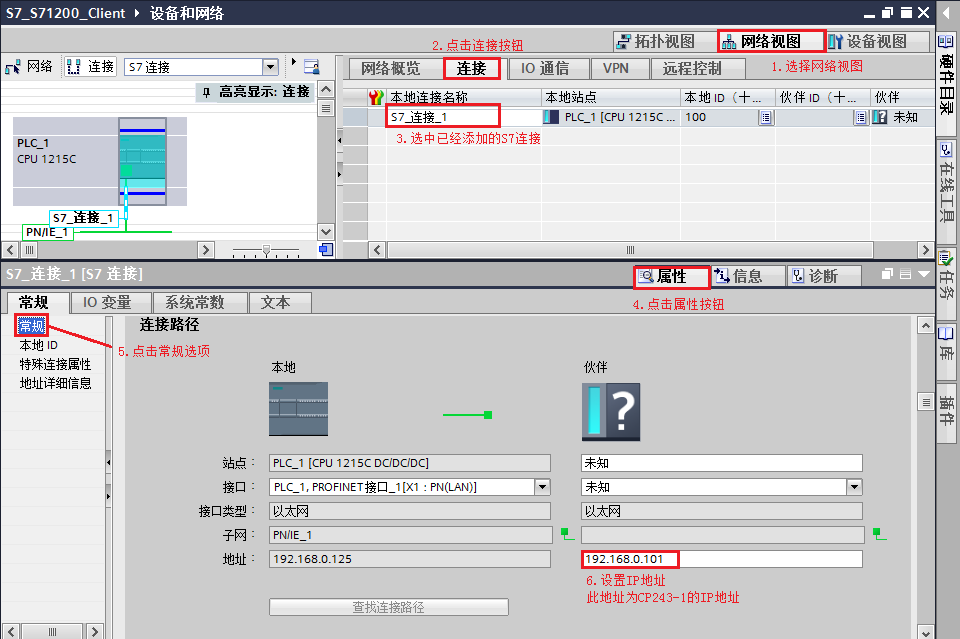 S7_S71200_Client ▸ 设备和网络
2.点击连接按钮
拓扑视图 网络视图 设备视图
网络 连接 S7 连接
网络概览 连接 IO 通信 VPN 远程控制
1.选择网络视图
高亮显示: 连接
本地连接名称 本地站点 本地 ID（十... 伙伴 ID（十... 伙伴
S7_连接_1 PLC_1 [CPU 1215C ... 100 未知
3.选中已经添加的S7连接
PLC_1
CPU 1215C
S7_连接_1
PN/IE_1
硬件目录
在线工具
任务
库
插件
S7_连接_1 [S7 连接]
属性 信息 诊断
4.点击属性按钮
常规 IO 变量 系统常数 文本
常规
本地 ID
特殊连接属性
地址详细信息
5.点击常规选项
连接路径
本地 伙伴
站点： PLC_1 [CPU 1215C DC/DC/DC] 未知
接口： PLC_1, PROFINET接口_1[X1 : PN(LAN)] 未知
接口类型： 以太网 以太网
子网： PN/IE_1
地址： 192.168.0.125 192.168.0.101
6.设置IP地址
此地址为CP243-1的IP地址
查找连接路径